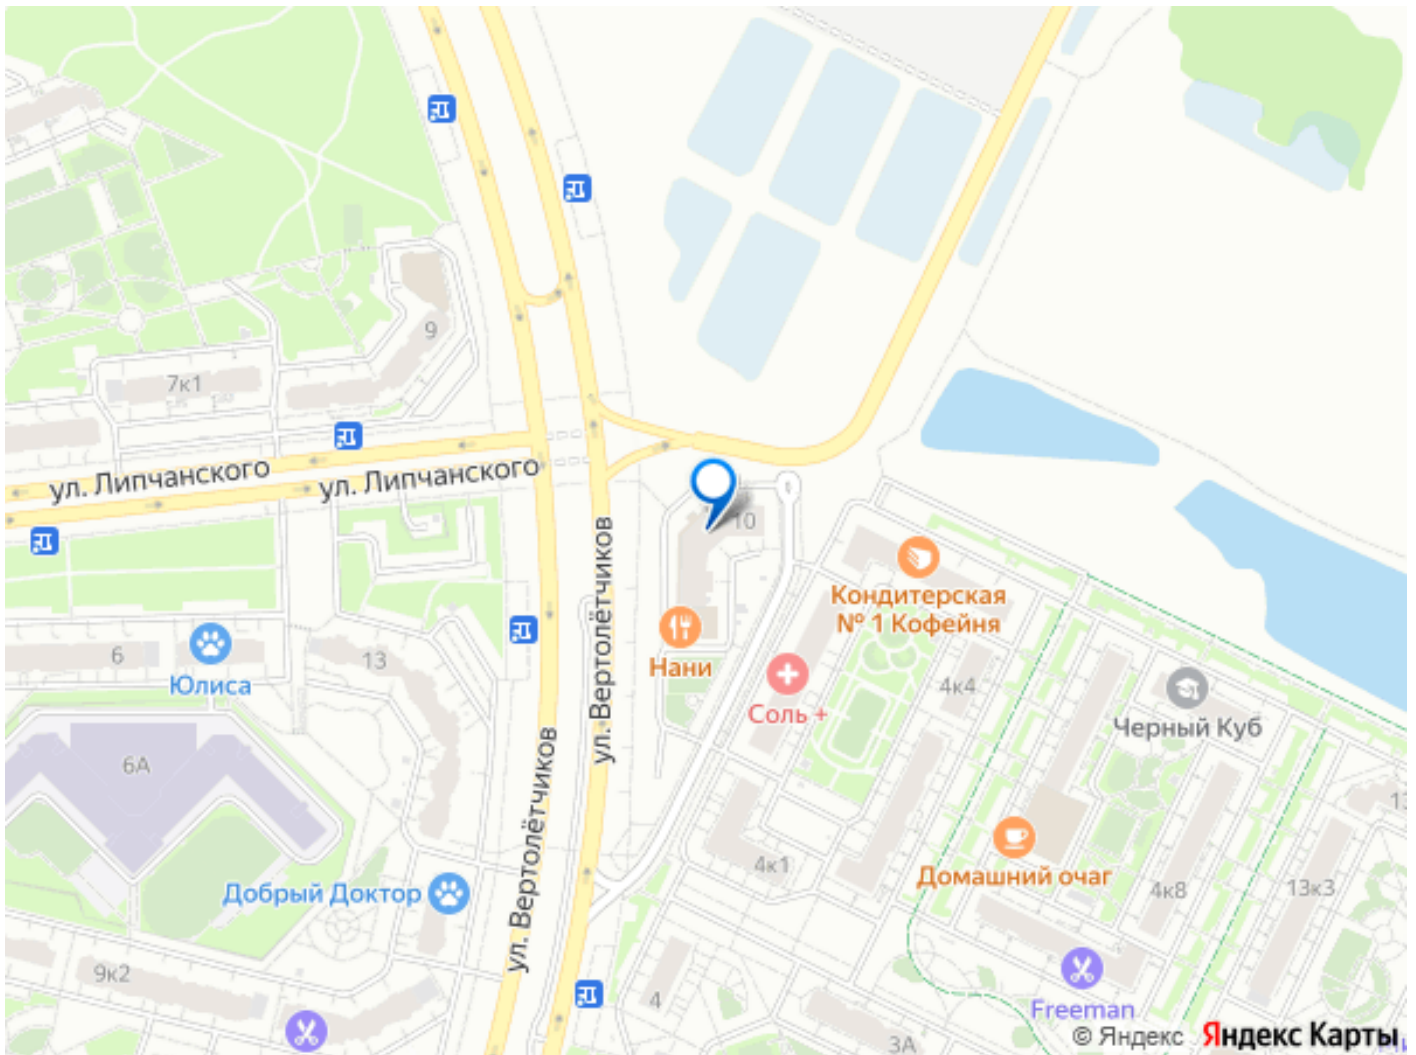 9
7к1
ул. Липчанского
ул. Липчанского
10
ул. Вертолётчиков
Кондитерская
№ 1 Кофейня
6
Юлиса
13
Нани
4к4
Соль +
Черный Куб
6А
ул. Вертолётчиков
4к1
Домашний очаг
4к8
13к3
Добрый Доктор
9к2
4
Freeman
3А
© Яндекс Яндекс Карты